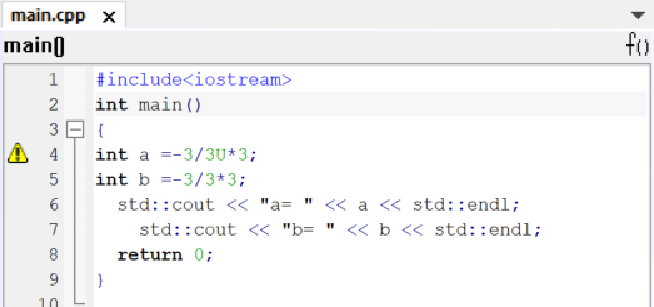 main.cpp x
main() f()
1 #include<iostream>
2 int main()
3 {
4 int a =-3/3U*3;
5 int b =-3/3*3;
6 std::cout << "a= " << a << std::endl;
7 std::cout << "b= " << b << std::endl;
8 return 0;
9 }
10